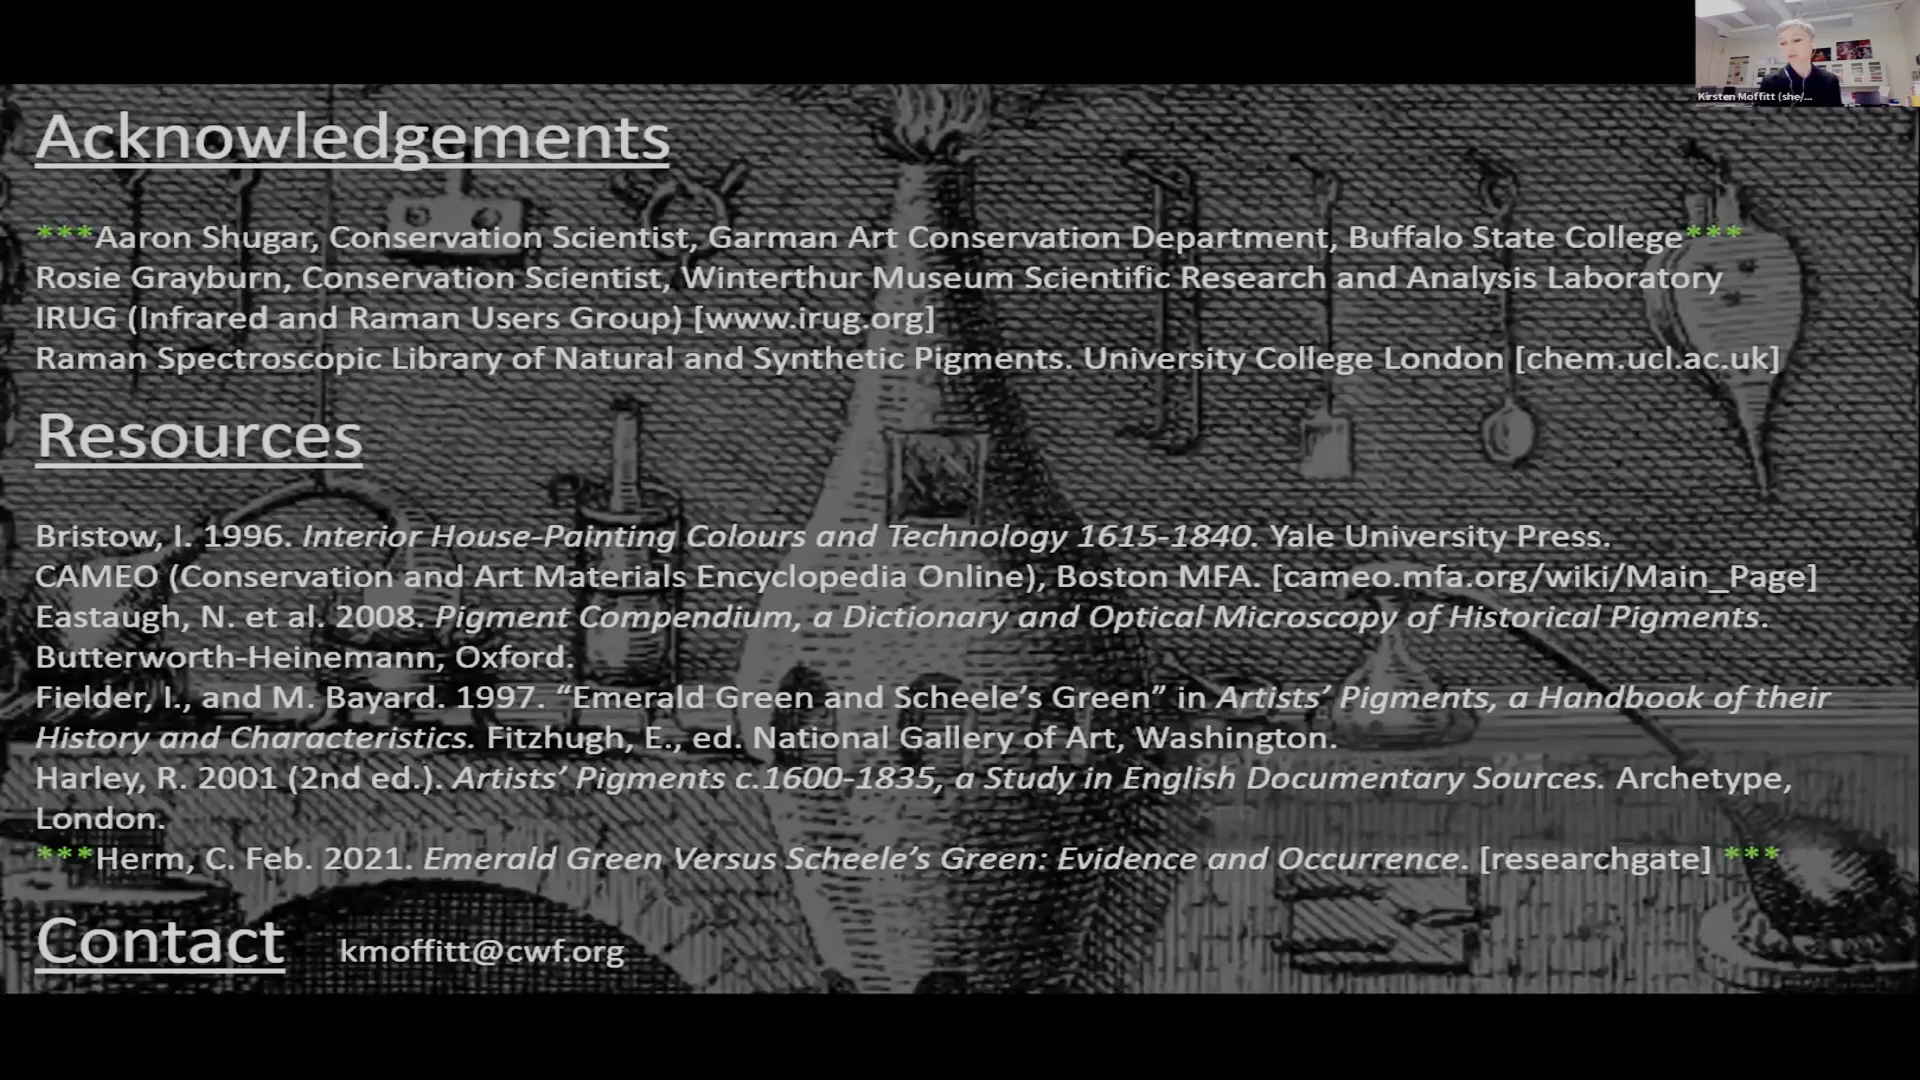 Kirsten Moffitt (she/...
Acknowledgements
***Aaron Shugar, Conservation Scientist, Garman Art Conservation Department, Buffalo State College***
Rosie Grayburn, Conservation Scientist, Winterthur Museum Scientific Research and Analysis Laboratory
IRUG (Infrared and Raman Users Group) [www.irug.org]
Raman Spectroscopic Library of Natural and Synthetic Pigments. University College London [chem.ucl.ac.uk]
Resources
Bristow, I. 1996. Interior House-Painting Colours and Technology 1615-1840. Yale University Press.
CAMEO (Conservation and Art Materials Encyclopedia Online), Boston MFA. [cameo.mfa.org/wiki/Main_Page]
Eastaugh, N. et al. 2008. Pigment Compendium, a Dictionary and Optical Microscopy of Historical Pigments.
Butterworth-Heinemann, Oxford.
Fielder, I., and M. Bayard. 1997. “Emerald Green and Scheele’s Green” in Artists’ Pigments, a Handbook of their
History and Characteristics. Fitzhugh, E., ed. National Gallery of Art, Washington.
Harley, R. 2001 (2nd ed.). Artists’ Pigments c.1600-1835, a Study in English Documentary Sources. Archetype,
London.
***Herm, C. Feb. 2021. Emerald Green Versus Scheele’s Green: Evidence and Occurrence. [researchgate] ***
Contact kmoffitt@cwf.org